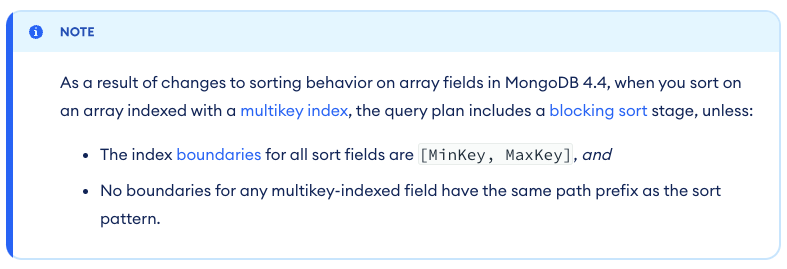 NOTE
As a result of changes to sorting behavior on array fields in MongoDB 4.4, when you sort on
an array indexed with a multikey index, the query plan includes a blocking sort stage, unless:
• The index boundaries for all sort fields are [MinKey, MaxKey], and
• No boundaries for any multikey-indexed field have the same path prefix as the sort
pattern.